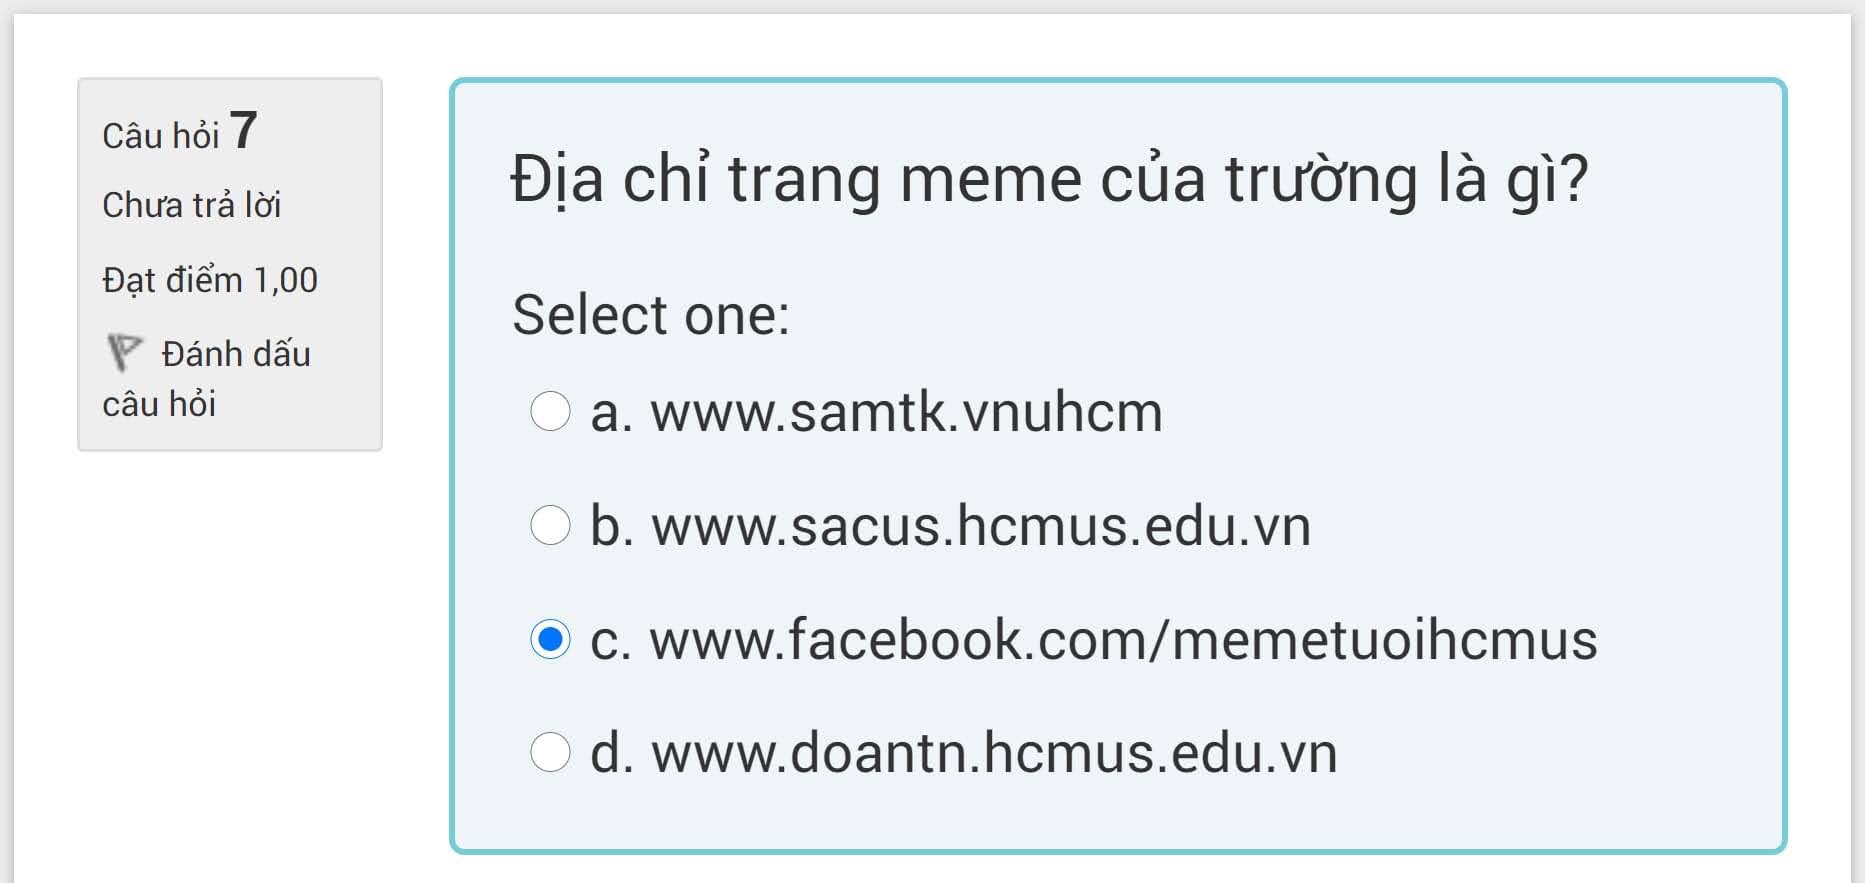 Câu hỏi 7
Chưa trả lời
Đạt điểm 1,00
Đánh dấu
câu hỏi
Địa chỉ trang meme của trường là gì?
Select one:
a. www.samtk.vnuhcm
b. www.sacus.hcmus.edu.vn
c. www.facebook.com/memetuoihcmus
d. www.doantn.hcmus.edu.vn